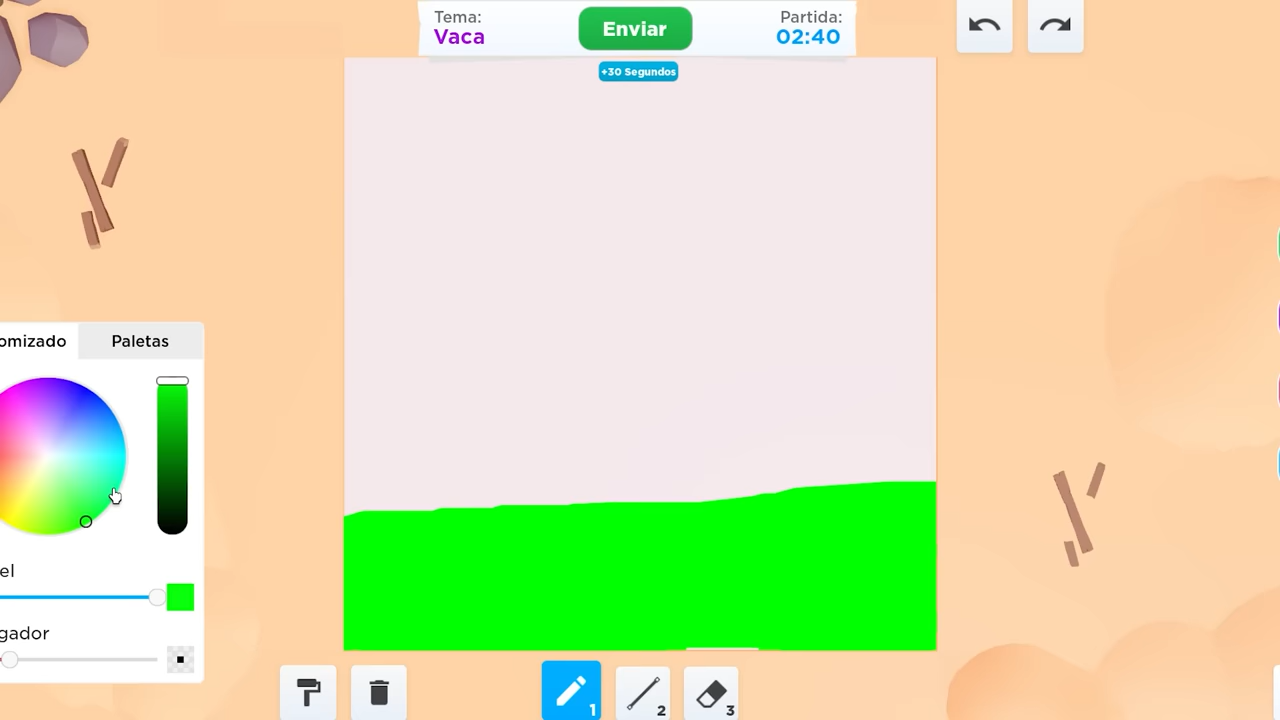 Tema:
Vaca
Enviar
Partida:
02:40
+30 Segundos
omizado
Paletas
el
gador
1
2
3